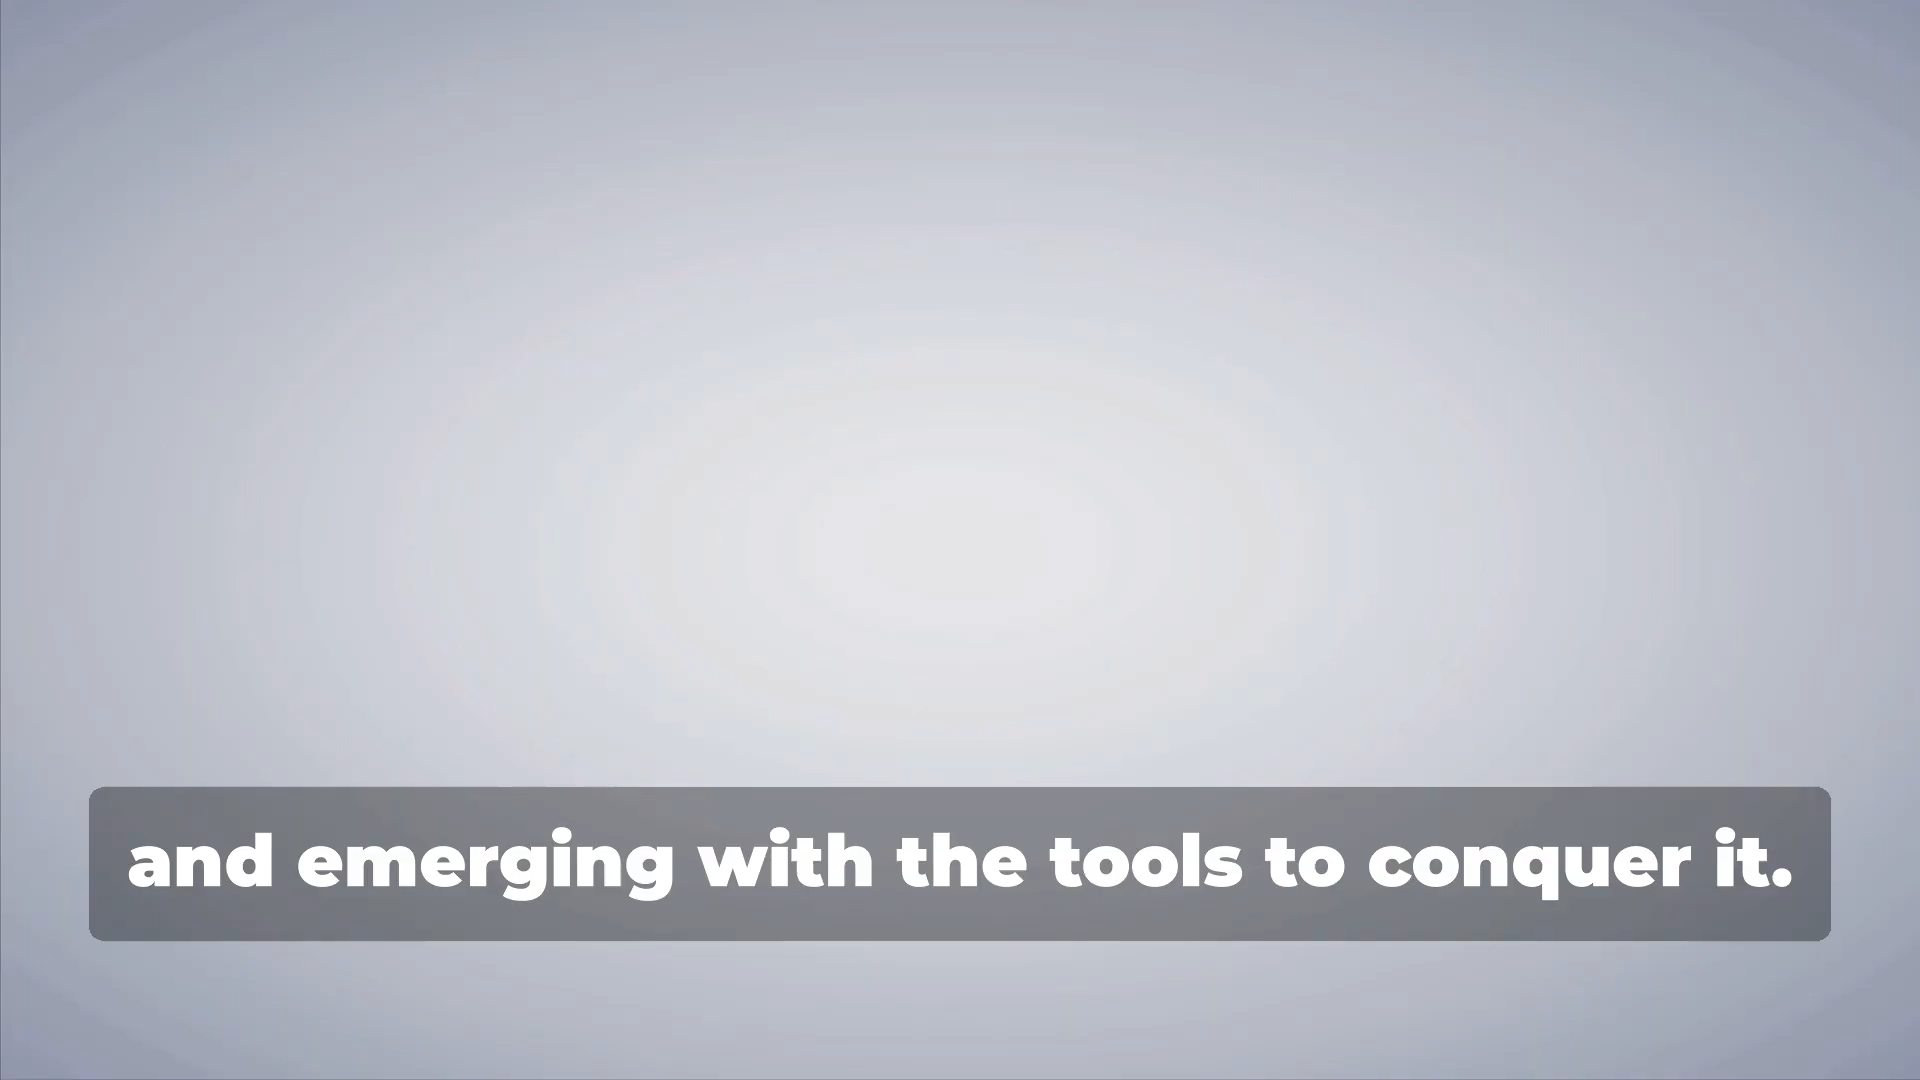 and emerging with the tools to conquer it.